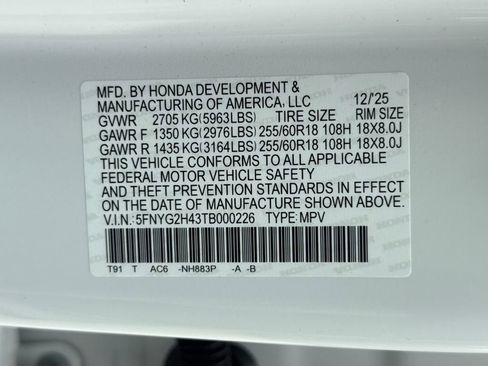 MFD. BY HONDA DEVELOPMENT &
MANUFACTURING OF AMERICA, LLC 12/'25
GVWR 2705 KG(5963LBS) TIRE SIZE RIM SIZE
GAWR F 1350 KG(2976LBS) 255/60R18 108H 18X8.0J
GAWR R 1435 KG(3164LBS) 255/60R18 108H 18X8.0J
THIS VEHICLE CONFORMS TO ALL APPLICABLE
FEDERAL MOTOR VEHICLE SAFETY
AND THEFT PREVENTION STANDARDS IN EFFECT
ON THE DATE OF MANUFACTURE SHOWN ABOVE.
V.I.N.: 5FNYG2H43TB000226 TYPE: MPV
T91 T AC6 -NH883P -A -B